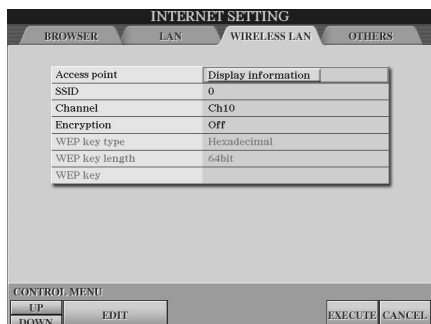 INTERNET SETTING
BROWSER LAN WIRELESS LAN OTHERS
Access point Display information
SSID 0
Channel Ch10
Encryption Off
WEP key type Hexadecimal
WEP key length 64bit
WEP key
CONTROL MENU
UP
DOWN EDIT EXECUTE CANCEL